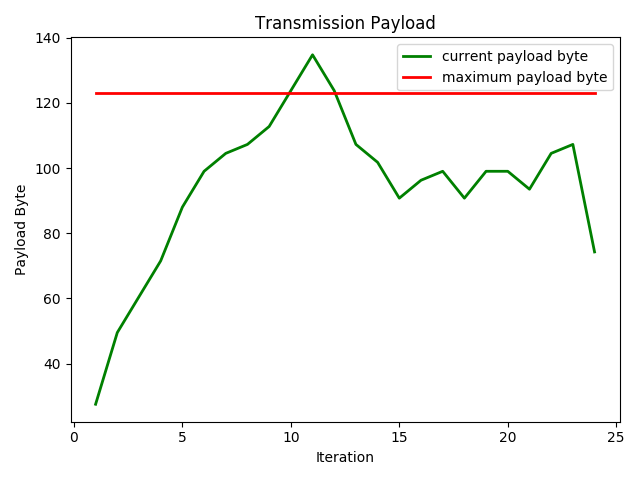 Transmission Payload
current payload byte
maximum payload byte
Payload Byte
140
120
100
80
60
40
0 5 10 15 20 25
Iteration